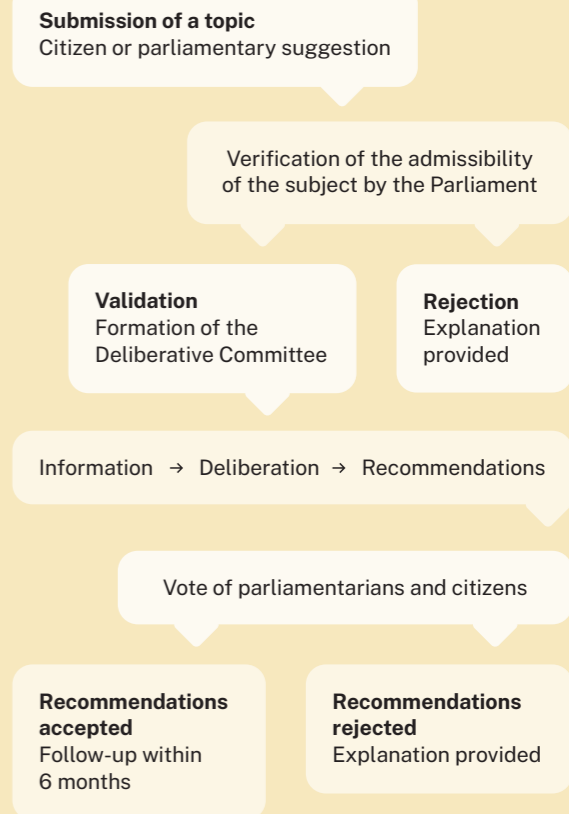 Submission of a topic
Citizen or parliamentary suggestion
Verification of the admissibility
of the subject by the Parliament
Validation
Formation of the
Deliberative Committee
Rejection
Explanation
provided
Information → Deliberation → Recommendations
Vote of parliamentarians and citizens
Recommendations
accepted
Follow-up within
6 months
Recommendations
rejected
Explanation provided